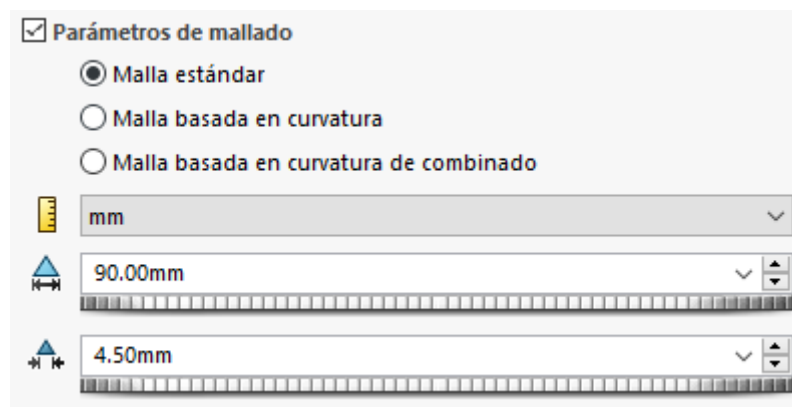 Parámetros de mallado
Malla estándar
Malla basada en curvatura
Malla basada en curvatura de combinado
mm
90.00mm
4.50mm